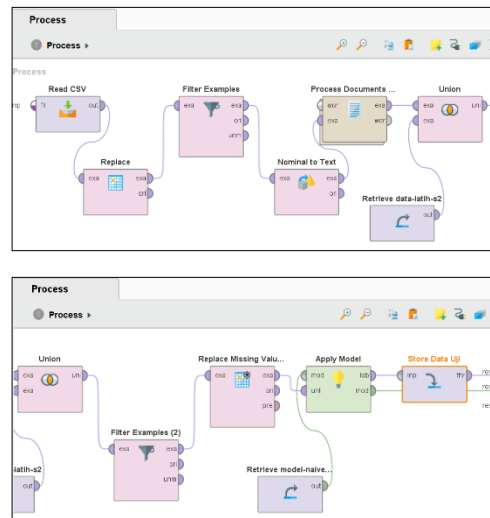 Process
Process
Process
Read CSV
Filter Examples
Process Documents ...
Union
fil
out
exa
exa
ori
unm
wor
exa
exa
wor
exa
exa
uni
Replace
exa
exa
ori
Nominal to Text
exa
exa
ori
Retrieve data-latih-s2
out
Process
Process
Union
exa
exa
uni
Replace Missing Valu...
exa
exa
ori
pre
Apply Model
mod
unl
lab
mod
Store Data Uji
inp
thr
res
res
res
Filter Examples (2)
exa
exa
ori
unm
latih-s2
out
Retrieve model-naive...
out